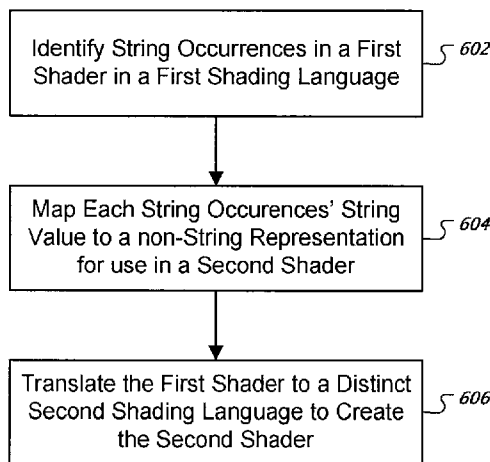 Identify String Occurrences in a First
Shader in a First Shading Language
602
Map Each String Occurences' String
Value to a non-String Representation
for use in a Second Shader
604
Translate the First Shader to a Distinct
Second Shading Language to Create
the Second Shader
606